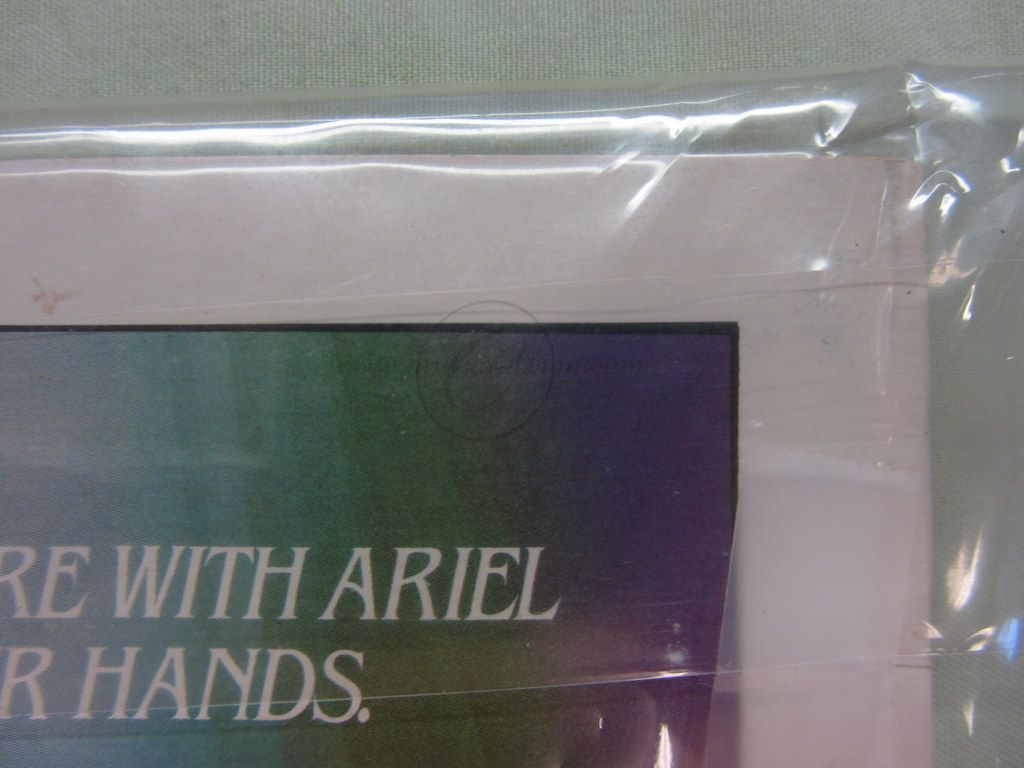 RE WITH ARIEL
R HANDS.